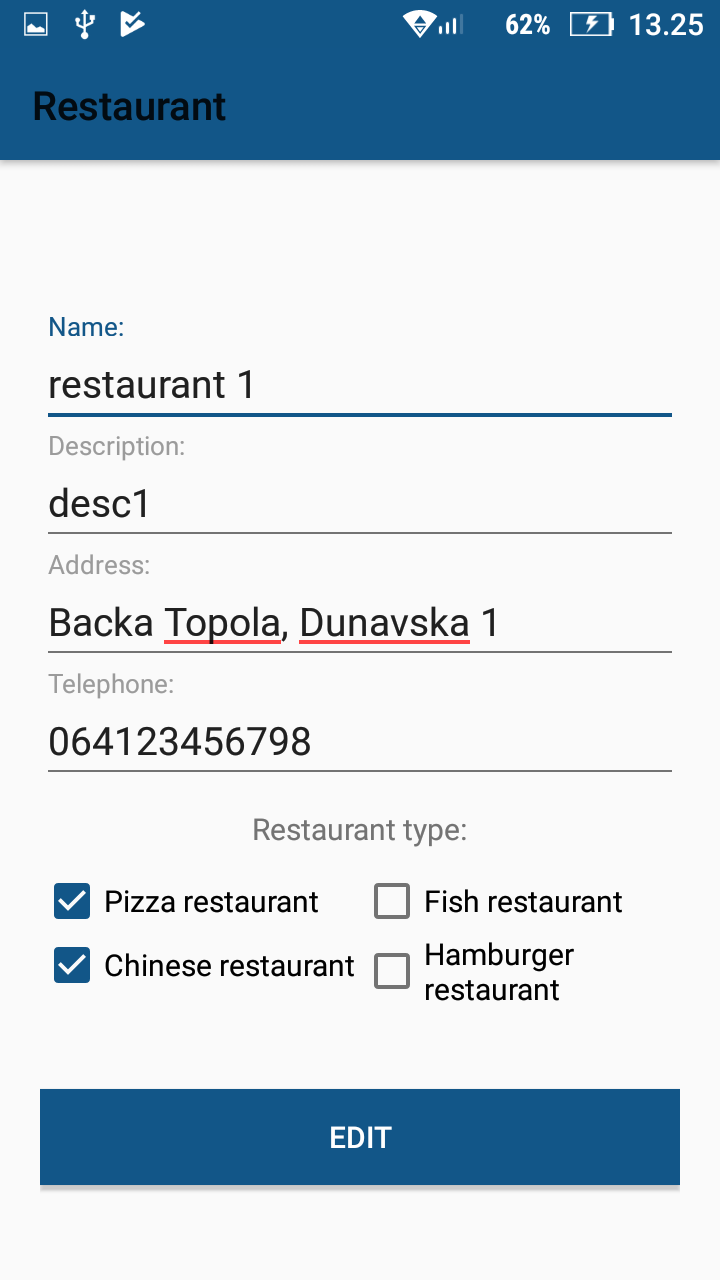 62% 13.25
Restaurant
Name:
restaurant 1
Description:
desc1
Address:
Backa Topola, Dunavska 1
Telephone:
064123456798
Restaurant type:
Pizza restaurant Fish restaurant
Chinese restaurant Hamburger
restaurant
EDIT